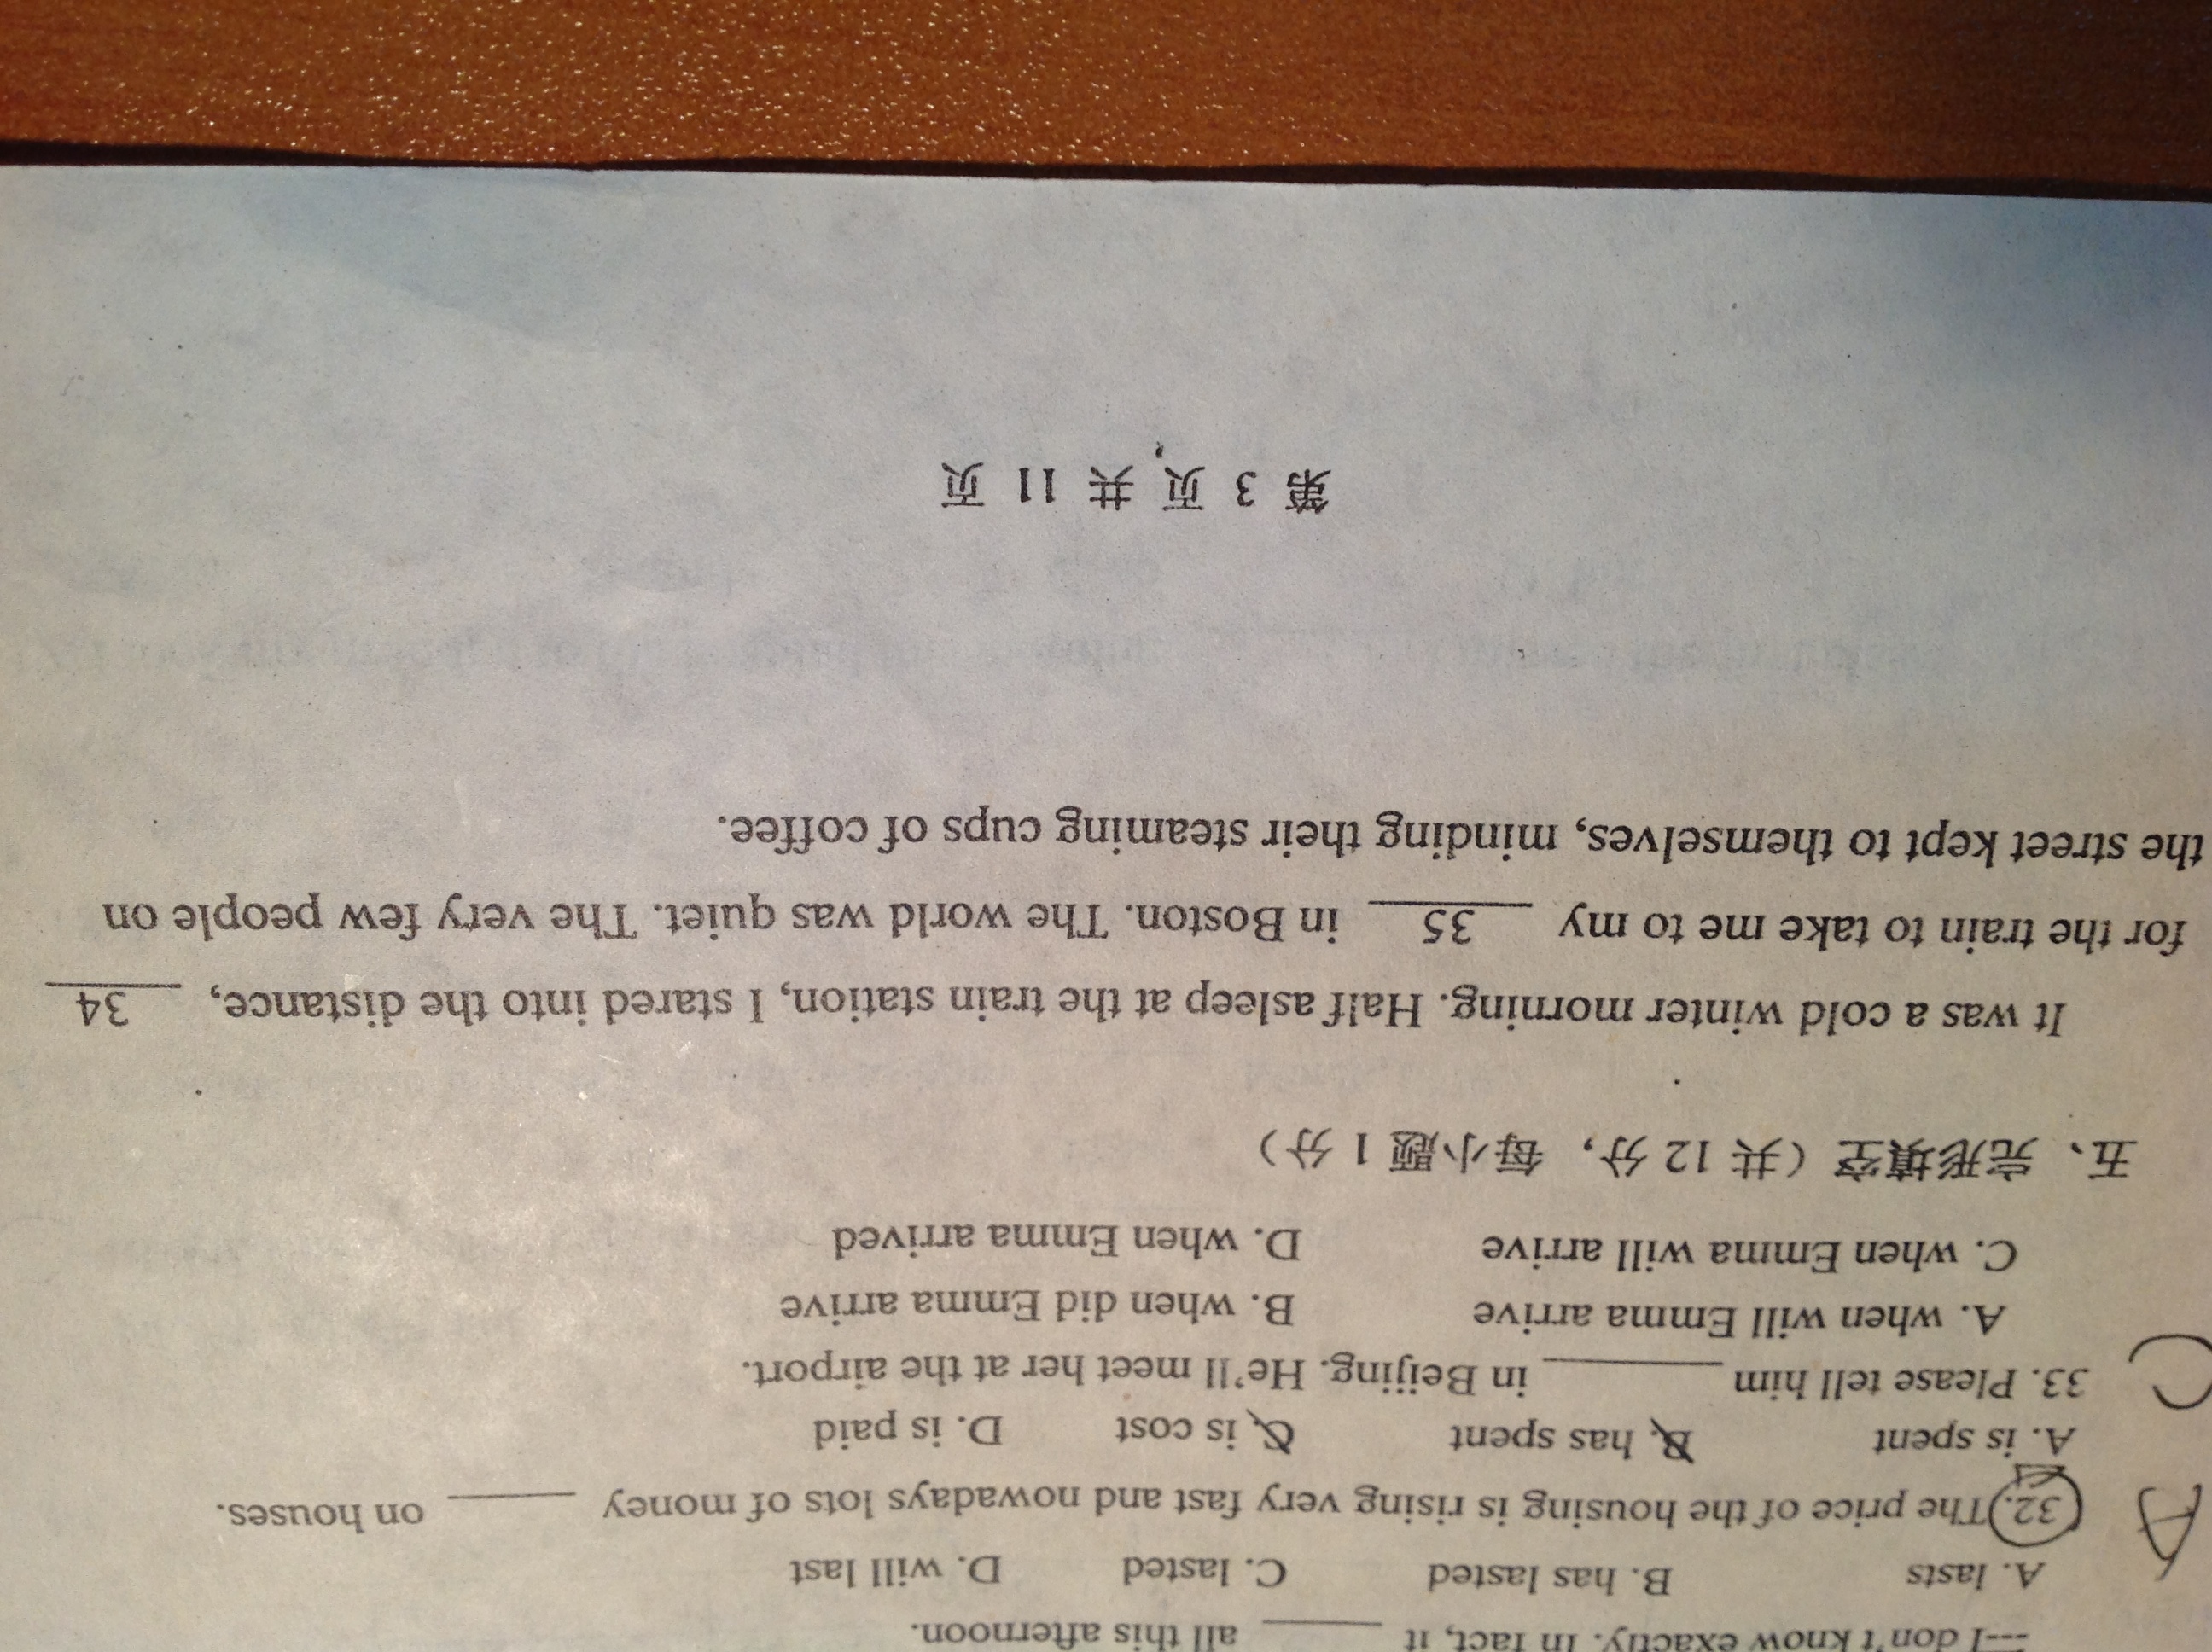 ---I don't know exactly. In fact, it _____ all this afternoon.
A. lasts B. has lasted C. lasted D. will last
A 32. The price of the housing is rising very fast and nowadays lots of money _____ on houses.
A. is spent B. has spent C. is cost D. is paid
C 33. Please tell him _______ in Beijing. He'll meet her at the airport.
A. when will Emma arrive B. when did Emma arrive
C. when Emma will arrive D. when Emma arrived
五、完形填空（共 12 分，每小题 1 分）
It was a cold winter morning. Half asleep at the train station, I stared into the distance, 34
for the train to take me to my 35 in Boston. The world was quiet. The very few people on
the street kept to themselves, minding their steaming cups of coffee.
第 3 页 共 11 页